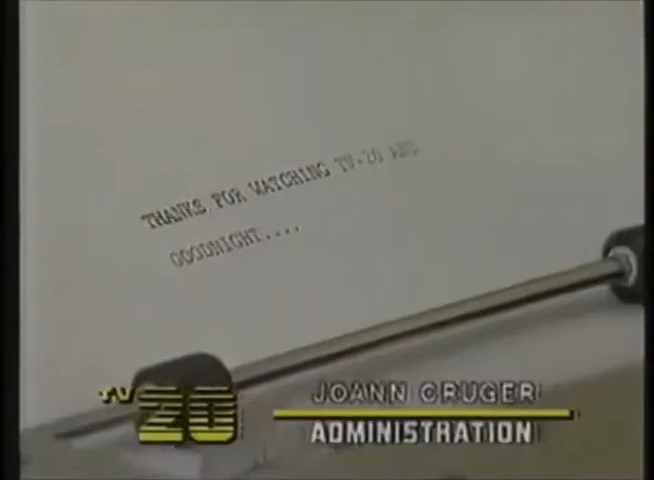 THANKS FOR WATCHING TV-20 AND
GOODNIGHT....
TV 20
JOANN CRUGER
ADMINISTRATION